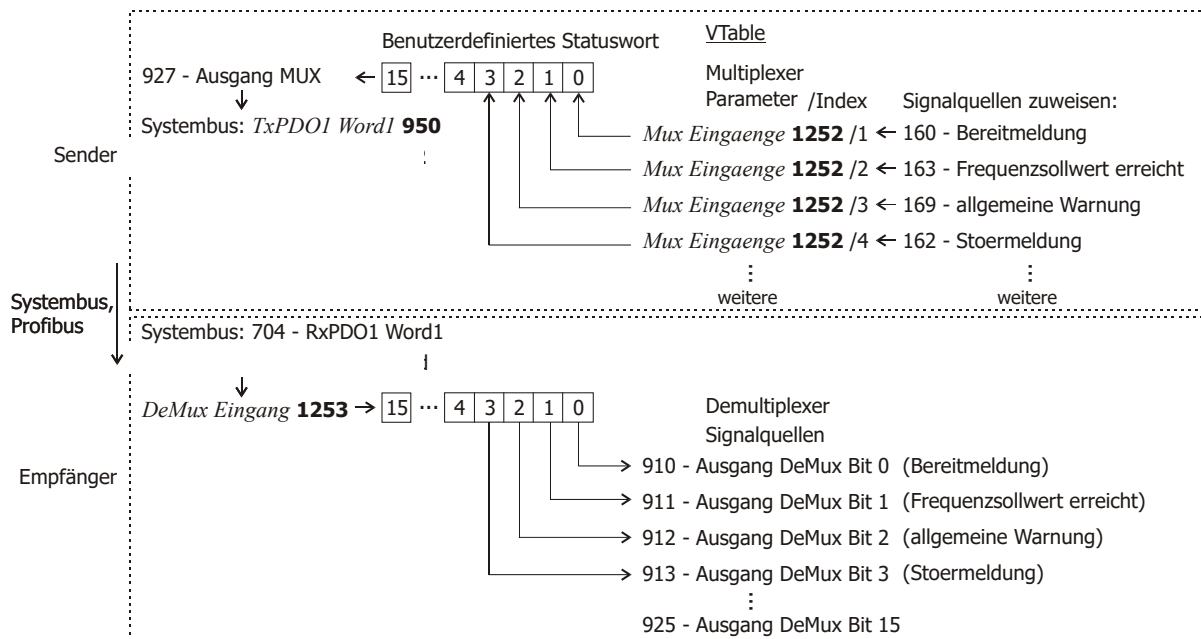 Benutzerdefiniertes Statuswort
VTable
927 - Ausgang MUX
15 ... 4 3 2 1 0
Multiplexer
Parameter /Index
Signalquellen zuweisen:
Systembus: TxPDO1 Word1 950
Sender
Mux Eingaenge 1252 /1
160 - Bereitmeldung
Mux Eingaenge 1252 /2
163 - Frequenzsollwert erreicht
Mux Eingaenge 1252 /3
169 - allgemeine Warnung
Mux Eingaenge 1252 /4
162 - Stoermeldung
weitere
weitere
Systembus,
Profibus
Systembus: 704 - RxPDO1 Word1
DeMux Eingang 1253
15 ... 4 3 2 1 0
Demultiplexer
Signalquellen
Empfänger
910 - Ausgang DeMux Bit 0 (Bereitmeldung)
911 - Ausgang DeMux Bit 1 (Frequenzsollwert erreicht)
912 - Ausgang DeMux Bit 2 (allgemeine Warnung)
913 - Ausgang DeMux Bit 3 (Stoermeldung)
925 - Ausgang DeMux Bit 15